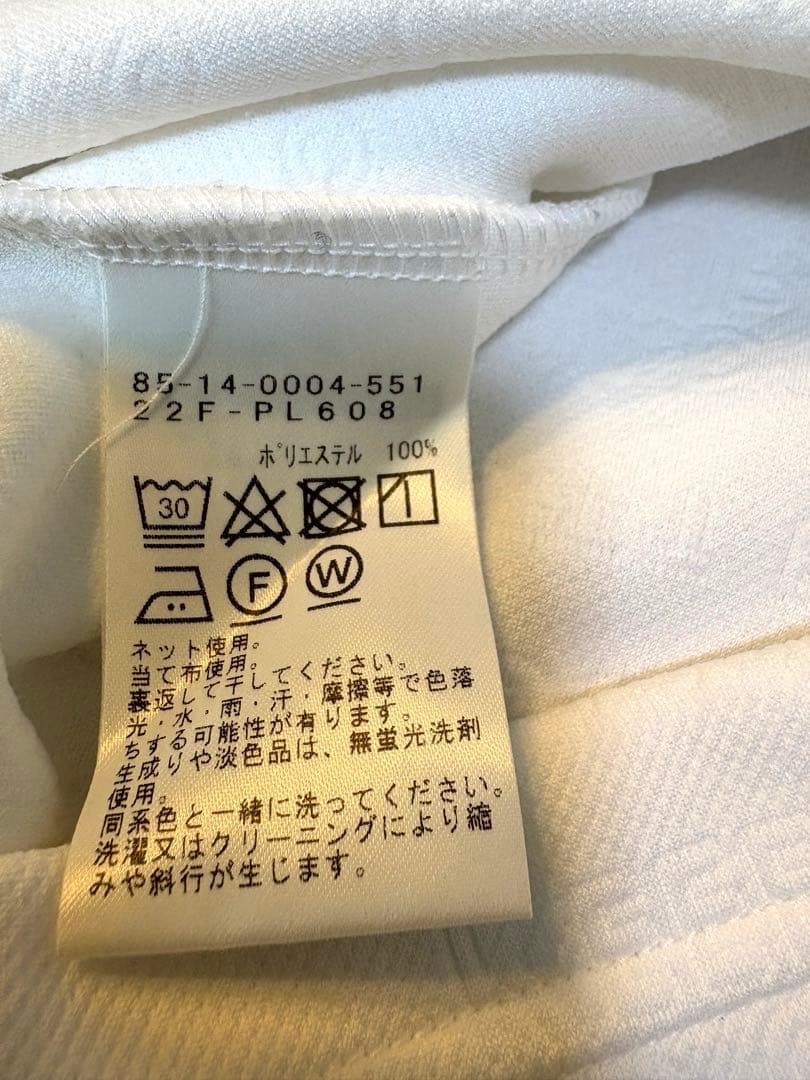 85-14-0004-551
22F-PL608
ﾎﾟﾘｴｽﾃﾙ 100%
30
F
W
ネット使用。
当て布使用。
裏返して干してください。
光・水・雨・汗・摩擦等で色落
ちする可能性が有ります。
生成りや淡色品は、無蛍光洗剤
使用。
同系色と一緒に洗ってください。
洗濯又はクリーニングにより縮
みや斜行が生じます。